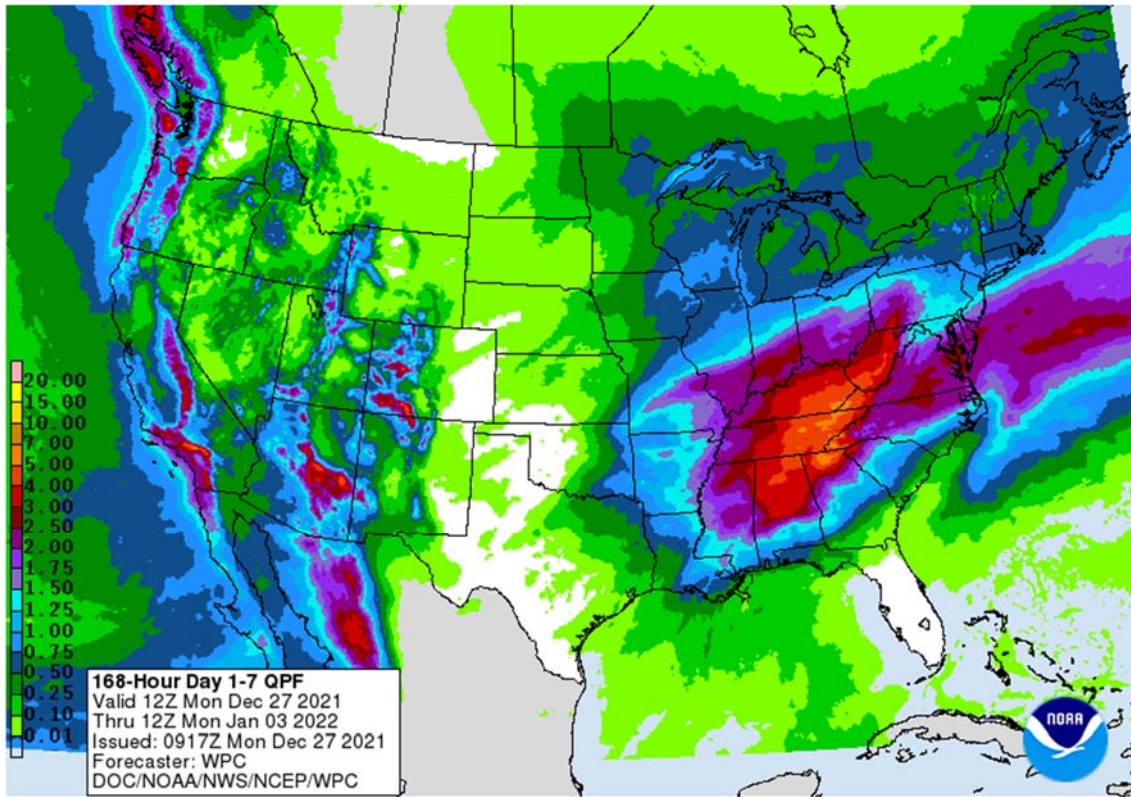 20.00
15.00
10.00
7.00
5.00
4.00
3.00
2.50
2.00
1.75
1.50
1.25
1.00
0.75
0.50
0.25
0.10
0.01
168-Hour Day 1-7 QPF
Valid 12Z Mon Dec 27 2021
Thru 12Z Mon Jan 03 2022
Issued: 0917Z Mon Dec 27 2021
Forecaster: WPC
DOC/NOAA/NWS/NCEP/WPC
NOAA